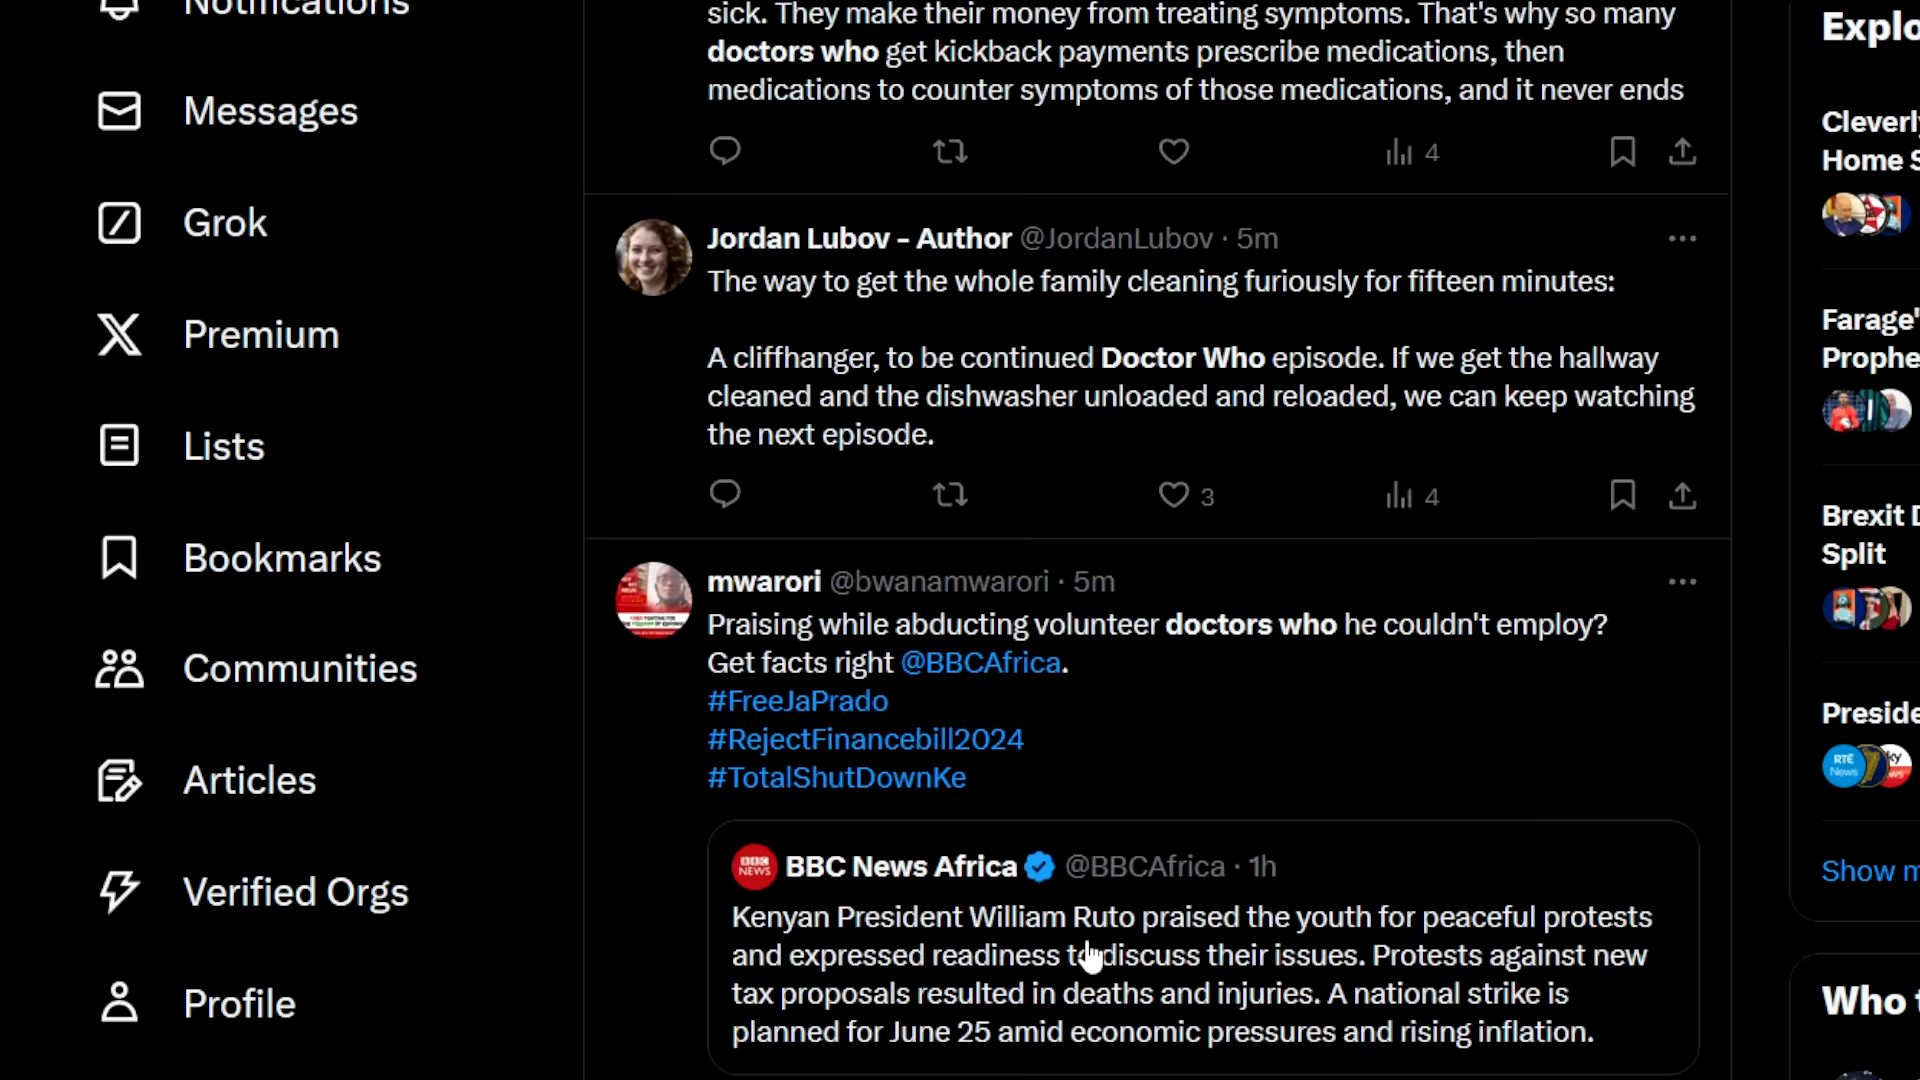 Notifications
Messages
Grok
Premium
Lists
Bookmarks
Communities
Articles
Verified Orgs
Profile
sick. They make their money from treating symptoms. That's why so many
doctors who get kickback payments prescribe medications, then
medications to counter symptoms of those medications, and it never ends
4
Jordan Lubov – Author @JordanLubov · 5m
The way to get the whole family cleaning furiously for fifteen minutes:
A cliffhanger, to be continued Doctor Who episode. If we get the hallway
cleaned and the dishwasher unloaded and reloaded, we can keep watching
the next episode.
3 4
mwarori @bwanamwarori · 5m
Praising while abducting volunteer doctors who he couldn't employ?
Get facts right @BBCAfrica.
#FreeJaPrado
#RejectFinancebill2024
#TotalShutDownKe
BBC NEWS
BBC News Africa @BBCAfrica · 1h
Kenyan President William Ruto praised the youth for peaceful protests
and expressed readiness to discuss their issues. Protests against new
tax proposals resulted in deaths and injuries. A national strike is
planned for June 25 amid economic pressures and rising inflation.
Explo
Cleverl
Home S
Farage'
Prophe
Brexit D
Split
Preside
RTÉ
News
Show m
Who t